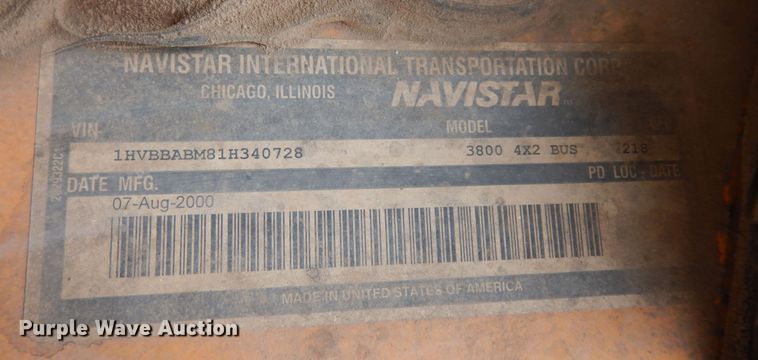 NAVISTAR INTERNATIONAL TRANSPORTATION CORP
CHICAGO, ILLINOIS NAVISTAR
VIN MODEL
1HVBBABM81H340728 3800 4X2 BUS 218
DATE MFG. PD LOC - DATE
07-Aug-2000
MADE IN UNITED STATES OF AMERICA
Purple Wave Auction